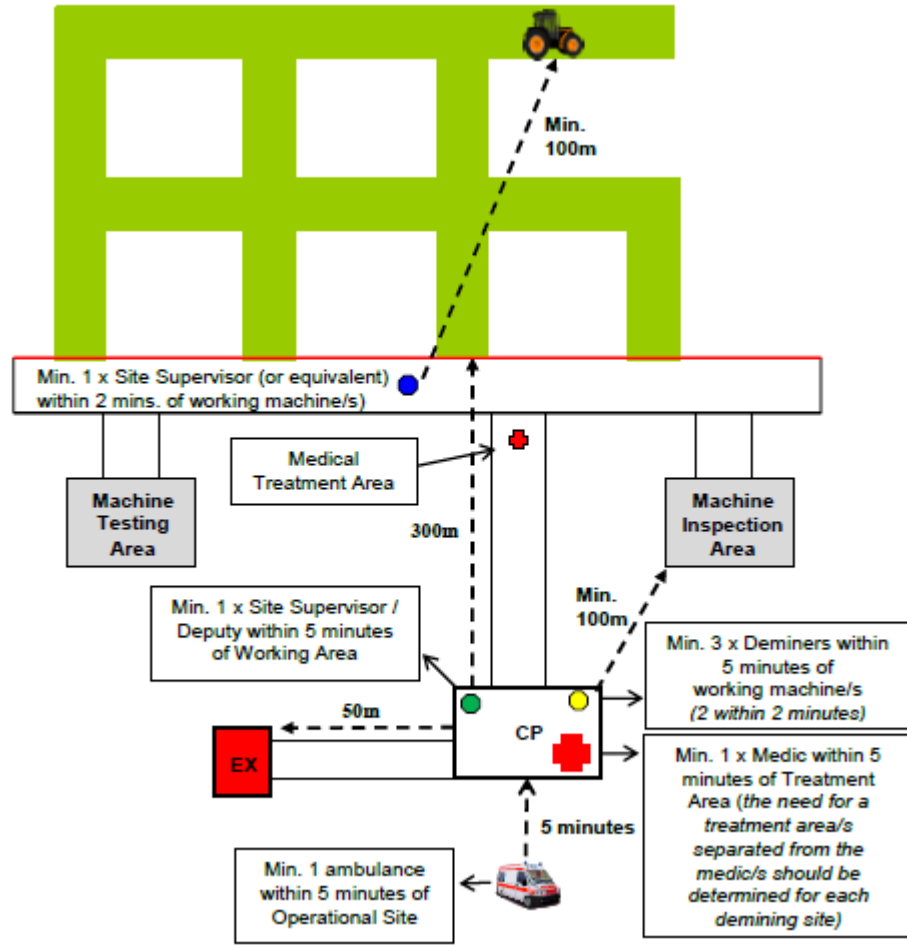 Min.
100m
Min. 1 x Site Supervisor (or equivalent)
within 2 mins. of working machine/s)
Medical
Treatment Area
Machine
Testing
Area
Machine
Inspection
Area
300m
Min. 1 x Site Supervisor /
Deputy within 5 minutes
of Working Area
Min.
100m
Min. 3 x Deminers within
5 minutes of
working machine/s
(2 within 2 minutes)
50m
CP
EX
Min. 1 x Medic within 5
minutes of Treatment
Area (the need for a
treatment area/s
separated from the
medic/s should be
determined for each
demining site)
5 minutes
Min. 1 ambulance
within 5 minutes of
Operational Site